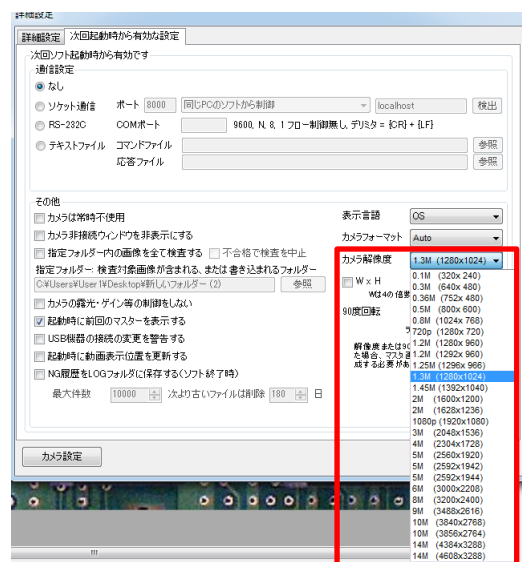 詳細設定
詳細設定 次回起動時から有効な設定
次回ソフト起動時から有効です
通信設定
なし
ソケット通信 ポート 8000 同じPCのソフトから制御 localhost 検出
RS-232C COMポート 9600, N, 8, 1 フロー制御無し, デリミタ = {CR} + {LF}
テキストファイル コマンドファイル 参照
応答ファイル 参照
その他
カメラは常時不使用
カメラ非接続ウィンドウを非表示にする
指定フォルダー内の画像を全て検査する 不合格で検査を中止
指定フォルダー: 検査対象画像が含まれる、または書き込まれるフォルダー
C:¥Users¥User1¥Desktop¥新しいフォルダー (2) 参照
カメラの露光・ゲイン等の制御をしない
起動時に前回のマスターを表示する
USB機器の接続の変更を警告する
起動時に動画表示位置を更新する
NG履歴をLOGフォルダに保存する(ソフト終了時)
最大件数 10000 次より古いファイルは削除 180 日
カメラ設定
表示言語 OS
カメラフォーマット Auto
カメラ解像度 1.3M (1280x1024)
W x H
Wは4の倍
90度回転
解像度または90
た場合、マスタ
成する必要があ
0.1M (320x 240)
0.3M (640x 480)
0.36M (752x 480)
0.5M (800x 600)
0.8M (1024x 768)
720p (1280x 720)
1.2M (1280x 960)
1.2M (1292x 960)
1.25M (1296x 966)
1.3M (1280x1024)
1.45M (1392x1040)
2M (1600x1200)
2M (1628x1236)
1080p (1920x1080)
3M (2048x1536)
4M (2304x1728)
5M (2560x1920)
5M (2592x1942)
5M (2592x1944)
6M (3000x2208)
8M (3200x2400)
9M (3488x2616)
10M (3840x2768)
10M (3856x2764)
14M (4384x3288)
14M (4608x3288)